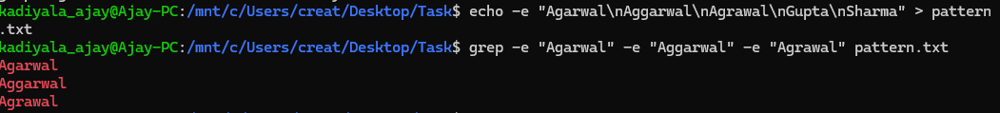 kadiyala_ajay@Ajay-PC:/mnt/c/Users/creat/Desktop/Task$ echo -e "Agarwal\nAggarwal\nAgrawal\nGupta\nSharma" > pattern
.txt
kadiyala_ajay@Ajay-PC:/mnt/c/Users/creat/Desktop/Task$ grep -e "Agarwal" -e "Aggarwal" -e "Agrawal" pattern.txt
Agarwal
Aggarwal
Agrawal